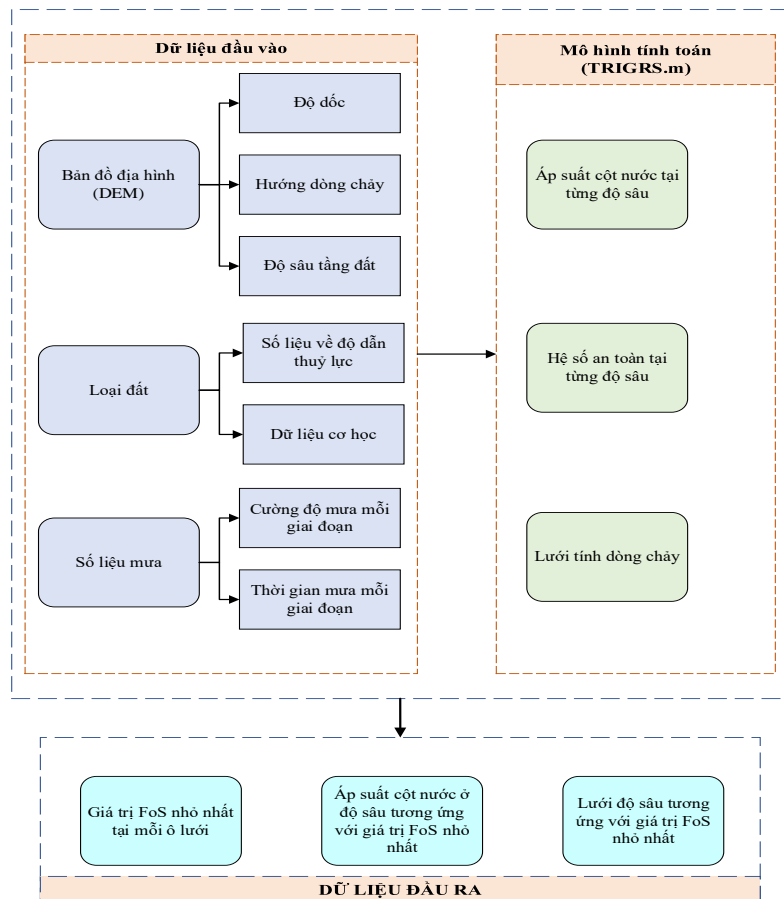 Dữ liệu đầu vào
Bản đồ địa hình
(DEM)
Độ dốc
Hướng dòng chảy
Độ sâu tầng đất
Loại đất
Số liệu về độ dẫn
thuỷ lực
Dữ liệu cơ học
Số liệu mưa
Cường độ mưa mỗi
giai đoạn
Thời gian mưa mỗi
giai đoạn
Mô hình tính toán
(TRIGRS.m)
Áp suất cột nước tại
từng độ sâu
Hệ số an toàn tại
từng độ sâu
Lưới tính dòng chảy
Giá trị FoS nhỏ nhất
tại mỗi ô lưới
Áp suất cột nước ở
độ sâu tương ứng
với giá trị FoS nhỏ
nhất
Lưới độ sâu tương
ứng với giá trị FoS
nhỏ nhất
DỮ LIỆU ĐẦU RA